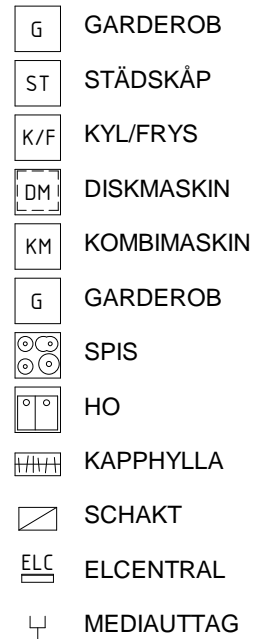 G GARDEROB
ST STÄDSKÅP
K/F KYL/FRYS
DM DISKMASKIN
KM KOMBIMASKIN
G GARDEROB
SPIS
HO
KAPPHYLLA
SCHAKT
ELC ELCENTRAL
MEDIAUTTAG